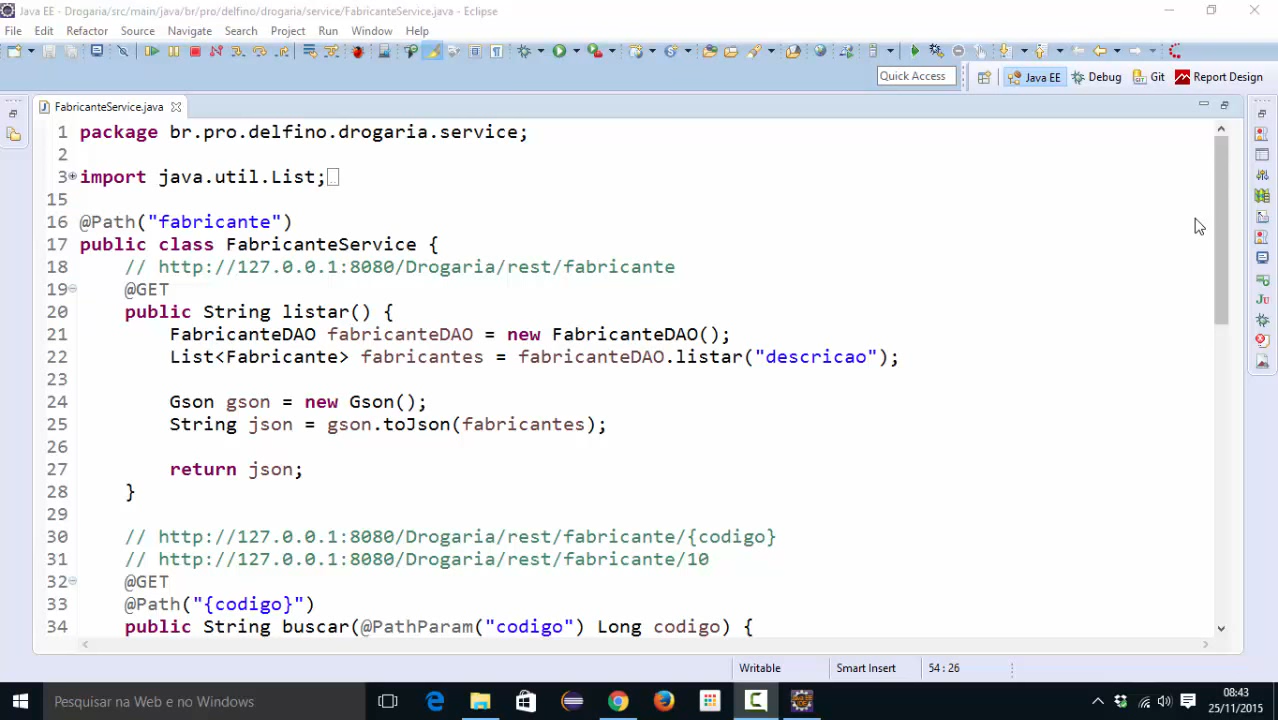 Java EE - Drogaria/src/main/java/br/pro/delfino/drogaria/service/FabricanteService.java - Eclipse
File Edit Refactor Source Navigate Search Project Run Window Help
Quick Access
Java EE
Debug
Git
Report Design
FabricanteService.java
1 package br.pro.delfino.drogaria.service;
2
3 import java.util.List;
15
16 @Path("fabricante")
17 public class FabricanteService {
18 // http://127.0.0.1:8080/Drogaria/rest/fabricante
19 @GET
20 public String listar() {
21 FabricanteDAO fabricanteDAO = new FabricanteDAO();
22 List<Fabricante> fabricantes = fabricanteDAO.listar("descricao");
23
24 Gson gson = new Gson();
25 String json = gson.toJson(fabricantes);
26
27 return json;
28 }
29
30 // http://127.0.0.1:8080/Drogaria/rest/fabricante/{codigo}
31 // http://127.0.0.1:8080/Drogaria/rest/fabricante/10
32 @GET
33 @Path("{codigo}")
34 public String buscar(@PathParam("codigo") Long codigo) {
Writable
Smart Insert
54 : 26
Pesquisar na Web e no Windows
08:43
25/11/2015